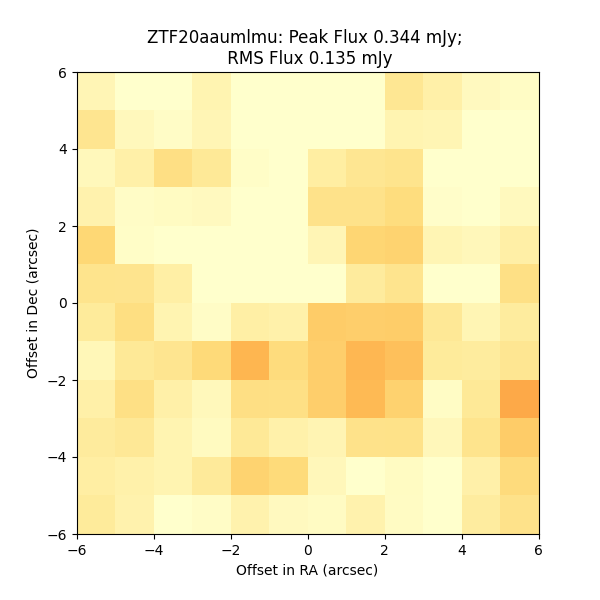 ZTF20aaumlmu: Peak Flux 0.344 mJy;
RMS Flux 0.135 mJy
6
4
2
0
−2
−4
−6
Offset in Dec (arcsec)
−6 −4 −2 0 2 4 6
Offset in RA (arcsec)